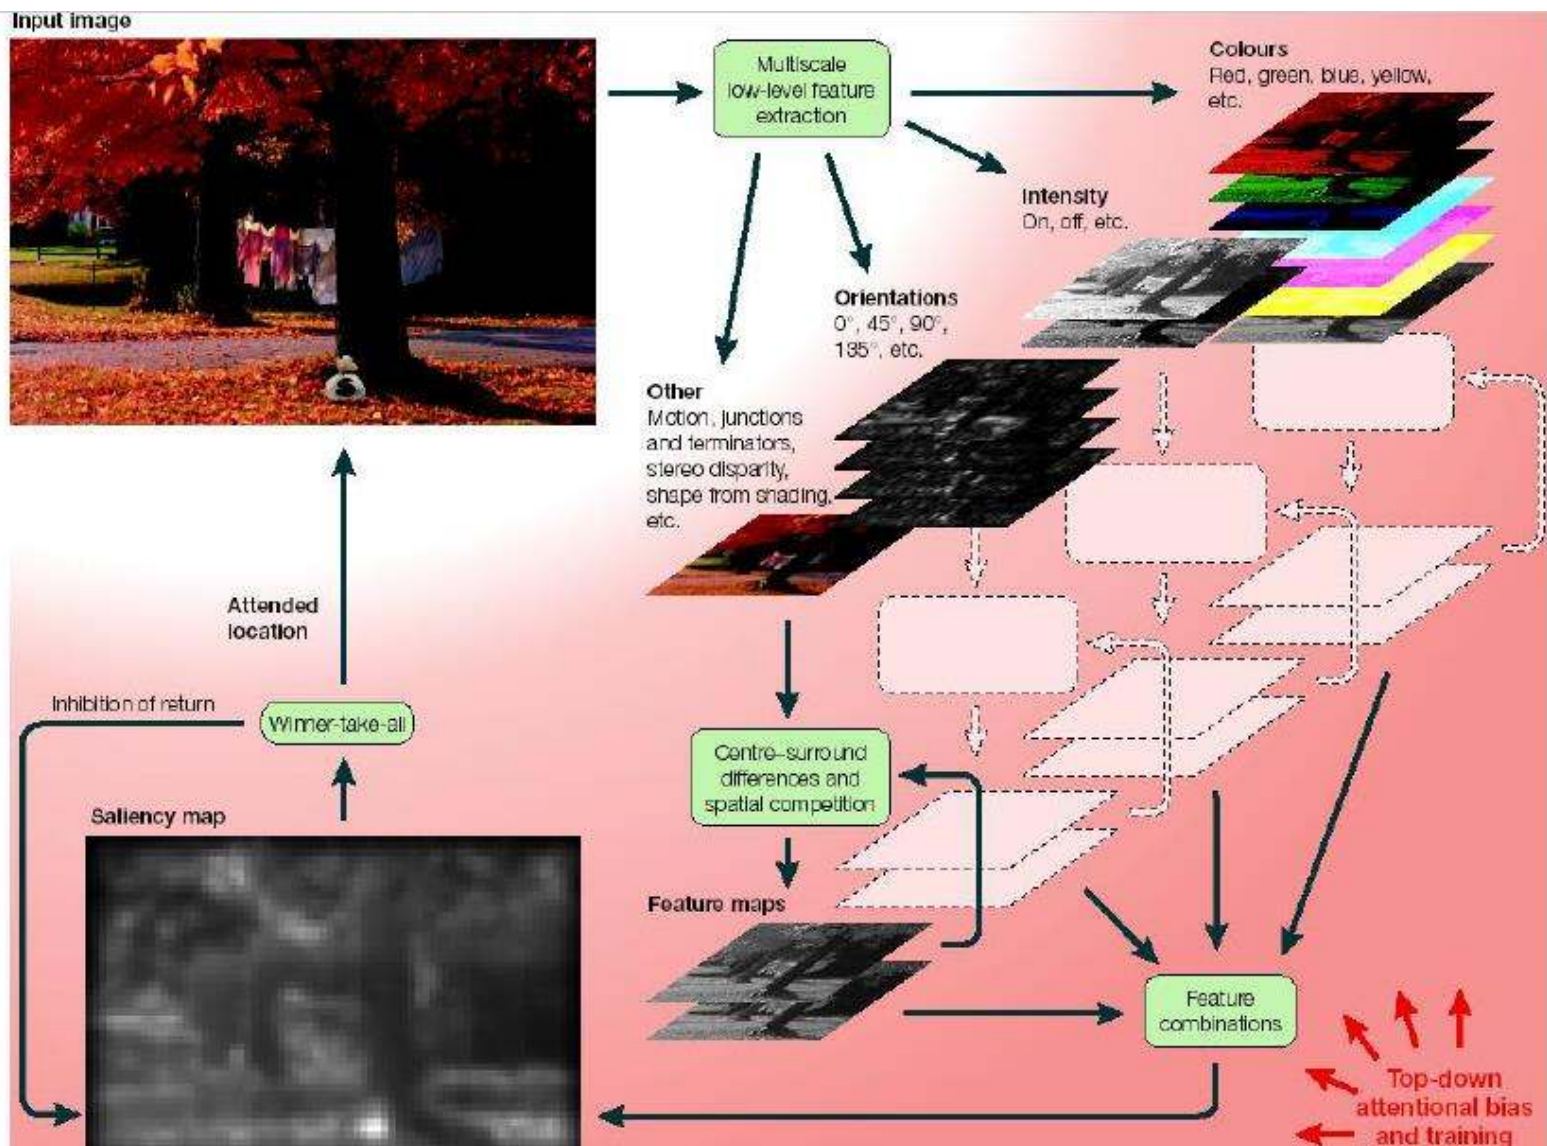 Input image
Multiscale
low-level feature
extraction
Colours
Red, green, blue, yellow,
etc.
Intensity
On, off, etc.
Orientations
0°, 45°, 90°,
135°, etc.
Other
Motion, junctions
and terminators,
stereo disparity,
shape from shading,
etc.
Attended
location
Inhibition of return
Winner-take-all
Centre–surround
differences and
spatial competition
Saliency map
Feature maps
Feature
combinations
Top-down
attentional bias
and training